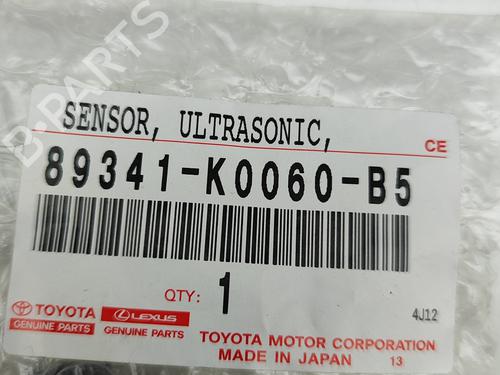 B-PARTS
SENSOR, ULTRASONIC,
CE
89341-K0060-B5
QTY: 1
4J12
TOYOTA
GENUINE PARTS
LEXUS
GENUINE PARTS
TOYOTA MOTOR CORPORATION
MADE IN JAPAN 13